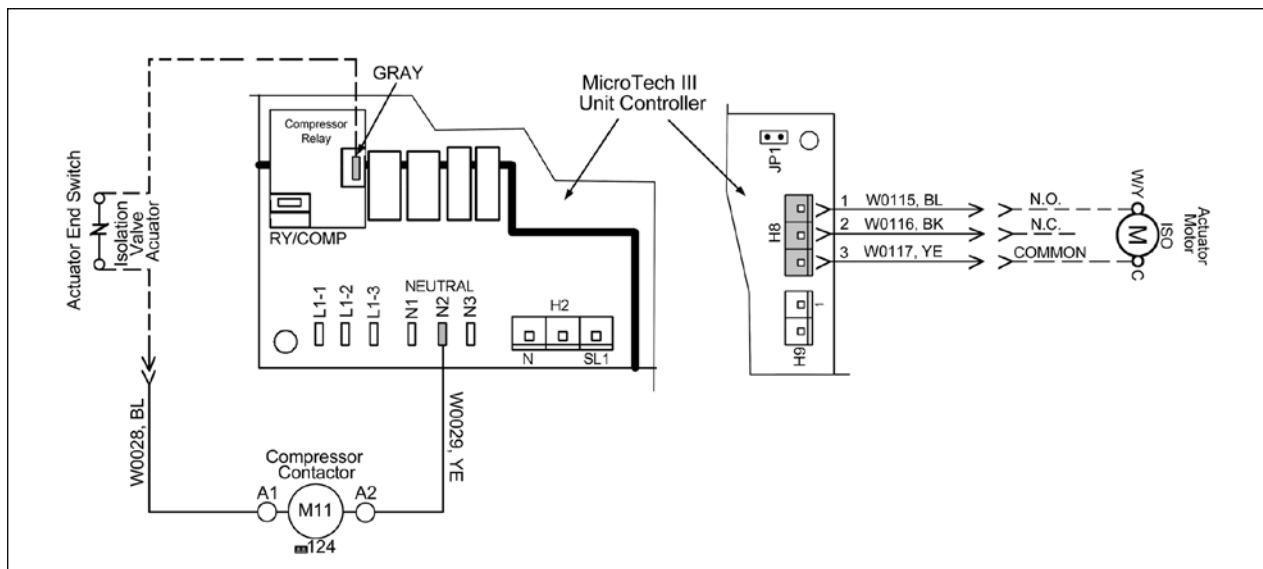 GRAY
MicroTech III
Unit Controller
Compressor
Relay
RY/COMP
Actuator End Switch
Isolation
Valve
Acuator
L1-1
L1-2
L1-3
NEUTRAL
N1
N2
N3
H2
N
SL1
W0028, BL
W0029, YE
Compressor
Contactor
A1
M11
A2
124
JP1
H8
1
W0115, BL
N.O.
2
W0116, BK
N.C.
3
W0117, YE
COMMON
1
H9
W/Y
M
ISO
C
Actuator
Motor